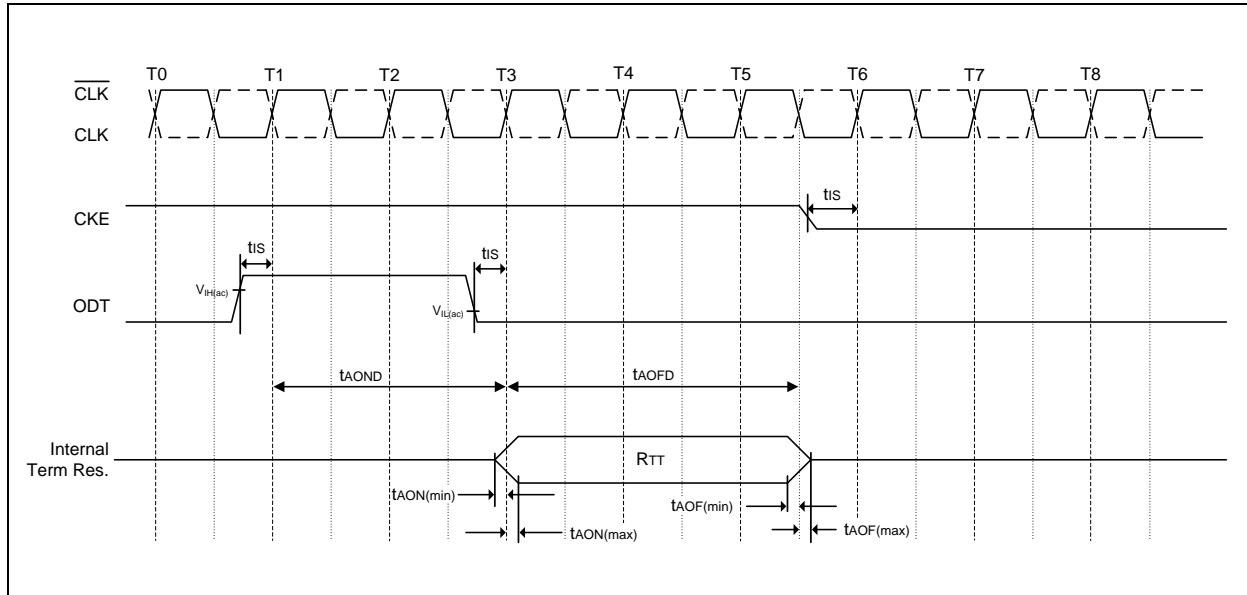 T0 T1 T2 T3 T4 T5 T6 T7 T8
CLK
CLK
tIS
CKE
tIS tIS
VIH(ac)
ODT
VIL(ac)
tAOND tAOFD
Internal
Term Res.
RTT
tAON(min) tAOF(min)
tAON(max) tAOF(max)